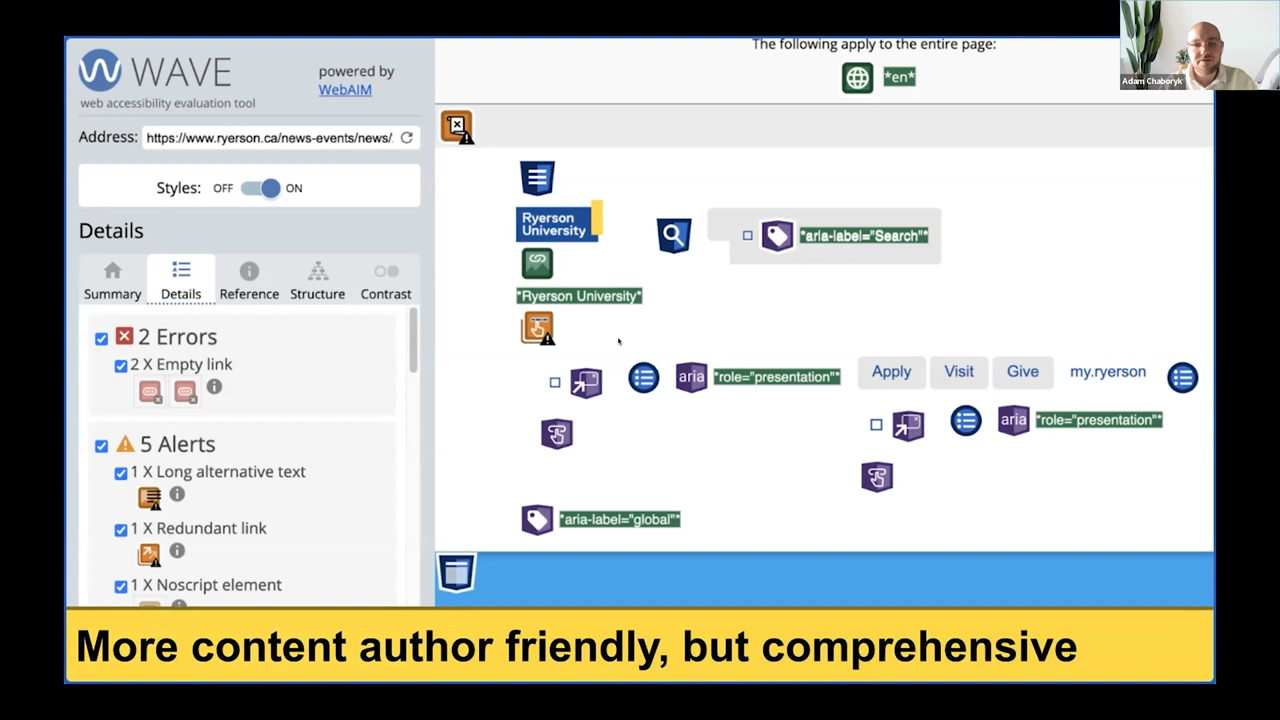 WAVE
powered by
WebAIM
web accessibility evaluation tool
Address: https://www.ryerson.ca/news-events/news/
Styles: OFF ON
Details
Summary Details Reference Structure Contrast
2 Errors
2 X Empty link
5 Alerts
1 X Long alternative text
1 X Redundant link
1 X Noscript element
The following apply to the entire page:
*en*
Ryerson
University
*aria-label="Search"*
*Ryerson University*
aria *role="presentation"*
Apply Visit Give my.ryerson
aria *role="presentation"*
*aria-label="global"*
More content author friendly, but comprehensive
Adam Chaboryk